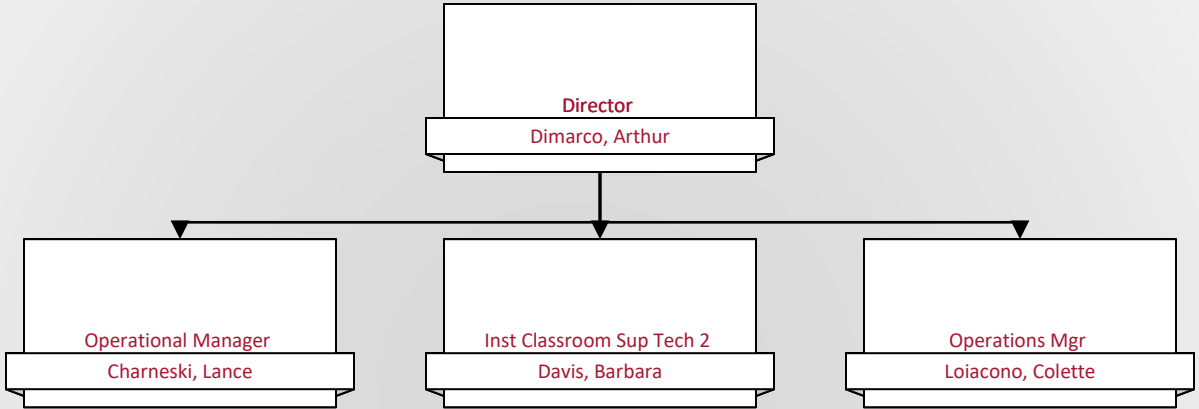 Director
Dimarco, Arthur
Operational Manager
Charneski, Lance
Inst Classroom Sup Tech 2
Davis, Barbara
Operations Mgr
Loiacono, Colette